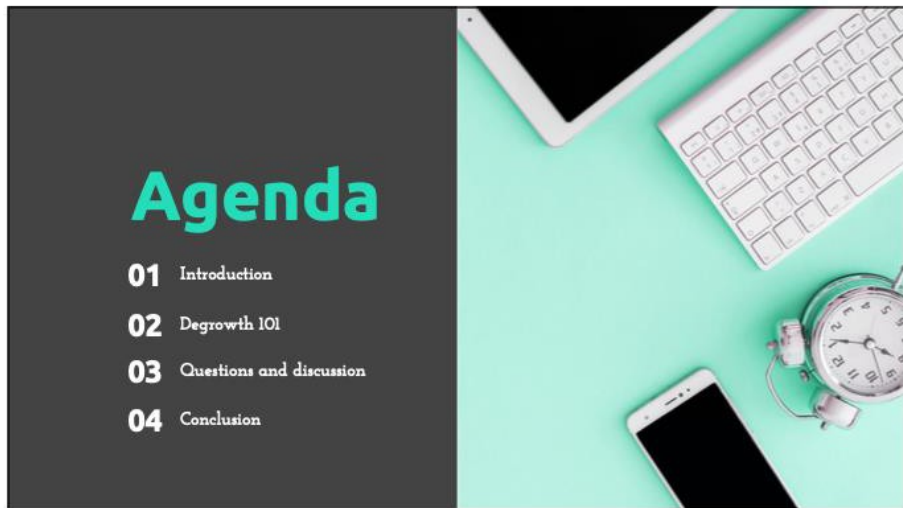 Agenda
01 Introduction
02 Degrowth 101
03 Questions and discussion
04 Conclusion